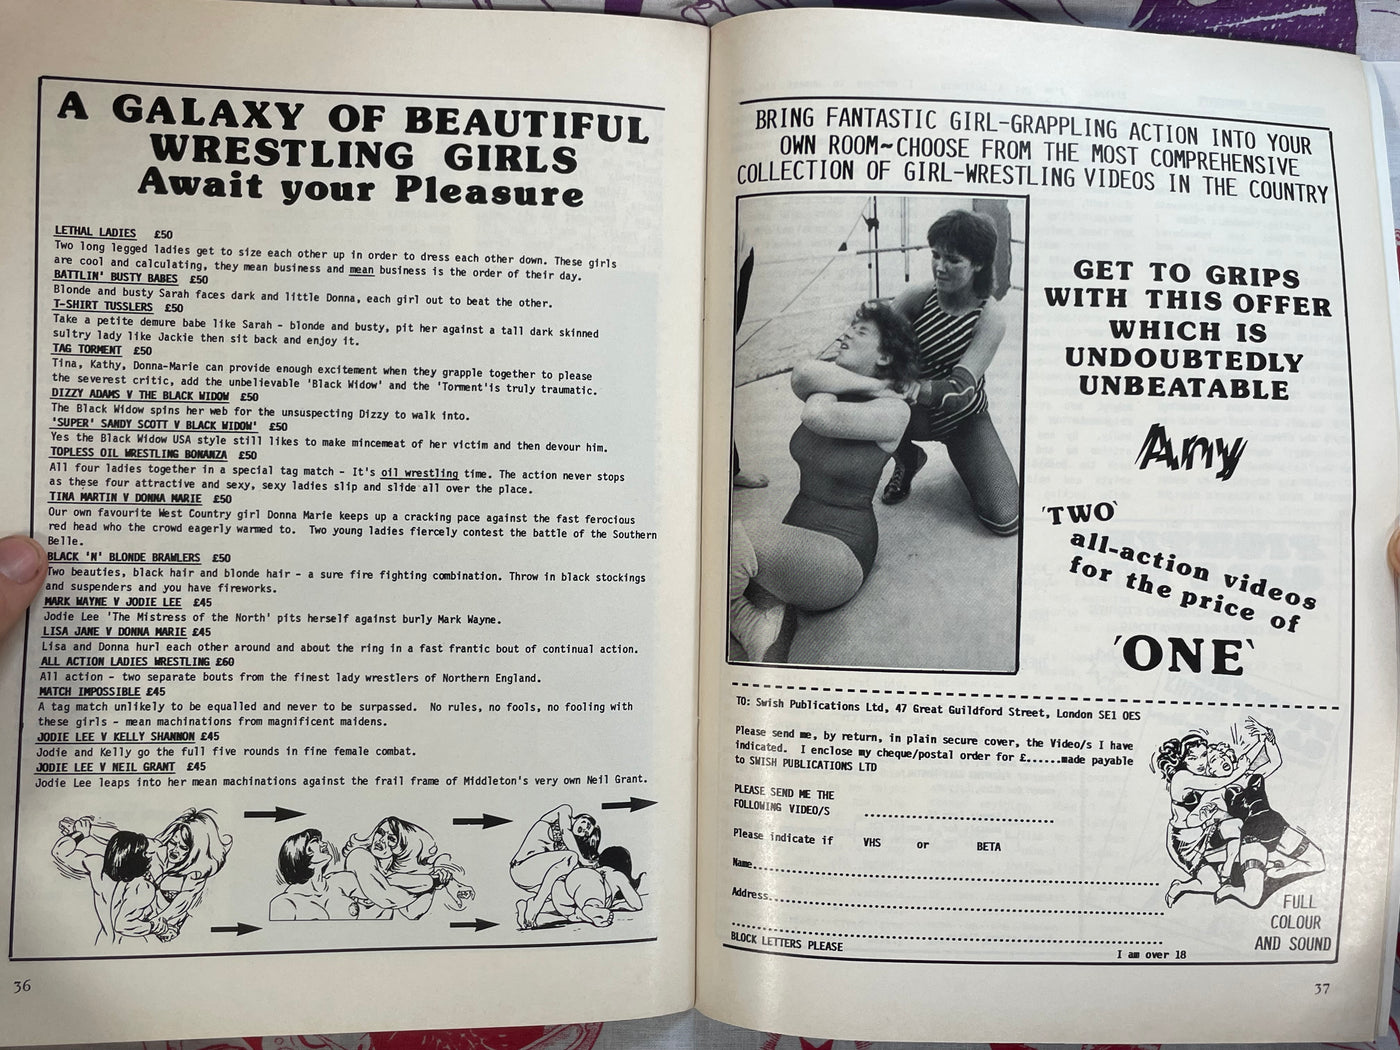 A GALAXY OF BEAUTIFUL
WRESTLING GIRLS
Await your Pleasure
LETHAL LADIES £50
Two long legged ladies get to size each other up in order to dress each other down. These girls
are cool and calculating, they mean business and mean business is the order of their day.
BATTLIN' BUSTY BABES £50
Blonde and busty Sarah faces dark and little Donna, each girl out to beat the other.
T-SHIRT TUSSLERS £50
Take a petite demure babe like Sarah - blonde and busty, pit her against a tall dark skinned
sultry lady like Jackie then sit back and enjoy it.
TAG TORMENT £50
Tina, Kathy, Donna-Marie can provide enough excitement when they grapple together to please
the severest critic, add the unbelievable 'Black Widow' and the 'Torment'is truly traumatic.
DIZZY ADAMS V THE BLACK WIDOW £50
The Black Widow spins her web for the unsuspecting Dizzy to walk into.
'SUPER' SANDY SCOTT V BLACK WIDOW' £50
Yes the Black Widow USA style still likes to make mincemeat of her victim and then devour him.
TOPLESS OIL WRESTLING BONANZA £50
All four ladies together in a special tag match - It's oil wrestling time. The action never stops
as these four attractive and sexy, sexy ladies slip and slide all over the place.
TINA MARTIN V DONNA MARIE £50
Our own favourite West Country girl Donna Marie keeps up a cracking pace against the fast ferocious
red head who the crowd eagerly warmed to. Two young ladies fiercely contest the battle of the Southern
Belle.
BLACK 'N' BLONDE BRAWLERS £50
Two beauties, black hair and blonde hair - a sure fire fighting combination. Throw in black stockings
and suspenders and you have fireworks.
MARK WAYNE V JODIE LEE £45
Jodie Lee 'The Mistress of the North' pits herself against burly Mark Wayne.
LISA JANE V DONNA MARIE £45
Lisa and Donna hurl each other around and about the ring in a fast frantic bout of continual action.
ALL ACTION LADIES WRESTLING £60
All action - two separate bouts from the finest lady wrestlers of Northern England.
MATCH IMPOSSIBLE £45
A tag match unlikely to be equalled and never to be surpassed. No rules, no fools, no fooling with
these girls - mean machinations from magnificent maidens.
JODIE LEE V KELLY SHANNON £45
Jodie and Kelly go the full five rounds in fine female combat.
JODIE LEE V NEIL GRANT £45
Jodie Lee leaps into her mean machinations against the frail frame of Middleton's very own Neil Grant.
36
BRING FANTASTIC GIRL-GRAPPLING ACTION INTO YOUR
OWN ROOM~CHOOSE FROM THE MOST COMPREHENSIVE
COLLECTION OF GIRL-WRESTLING VIDEOS IN THE COUNTRY
GET TO GRIPS
WITH THIS OFFER
WHICH IS
UNDOUBTEDLY
UNBEATABLE
Any
'TWO'
all-action videos
for the price of
'ONE'
TO: Swish Publications Ltd, 47 Great Guildford Street, London SE1 OES
Please send me, by return, in plain secure cover, the Video/s I have
indicated. I enclose my cheque/postal order for £......made payable
to SWISH PUBLICATIONS LTD
PLEASE SEND ME THE
FOLLOWING VIDEO/S ........................................
Please indicate if VHS or BETA
Name............................................................
Address.........................................................
................................................................
BLOCK LETTERS PLEASE
I am over 18
FULL
COLOUR
AND SOUND
37